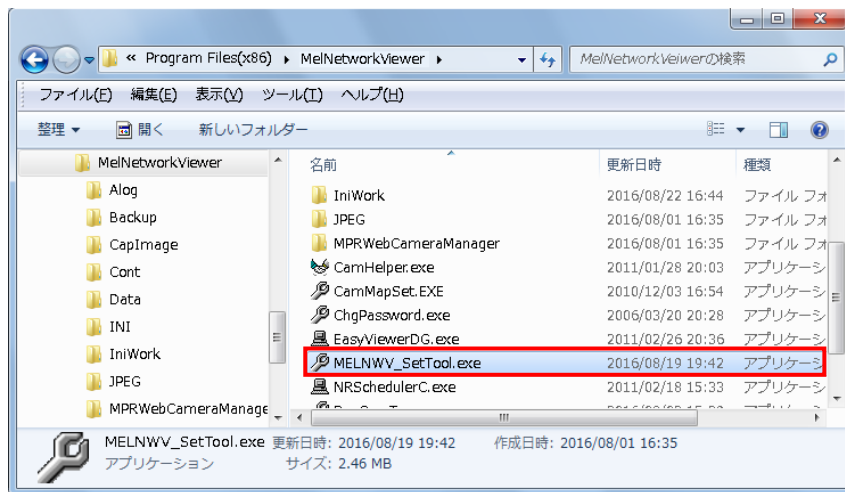 « Program Files(x86) ▸ MelNetworkViewer ▸
MelNetworkVeiwerの検索
ファイル(F) 編集(E) 表示(V) ツール(T) ヘルプ(H)
整理 ▼ 開く 新しいフォルダー
MelNetworkViewer
Alog
Backup
CapImage
Cont
Data
INI
IniWork
JPEG
MPRWebCameraManage
名前 更新日時 種類
IniWork 2016/08/22 16:44 ファイル フォ
JPEG 2016/08/01 16:35 ファイル フォ
MPRWebCameraManager 2016/08/01 16:35 ファイル フォ
CamHelper.exe 2011/01/28 20:03 アプリケーシ
CamMapSet.EXE 2010/12/03 16:54 アプリケーシ
ChgPassword.exe 2006/03/20 20:28 アプリケーシ
EasyViewerDG.exe 2011/02/26 20:36 アプリケーシ
MELNWV_SetTool.exe 2016/08/19 19:42 アプリケーシ
NRSchedulerC.exe 2011/02/18 15:33 アプリケーシ
MELNWV_SetTool.exe 更新日時: 2016/08/19 19:42 作成日時: 2016/08/01 16:35
アプリケーション サイズ: 2.46 MB